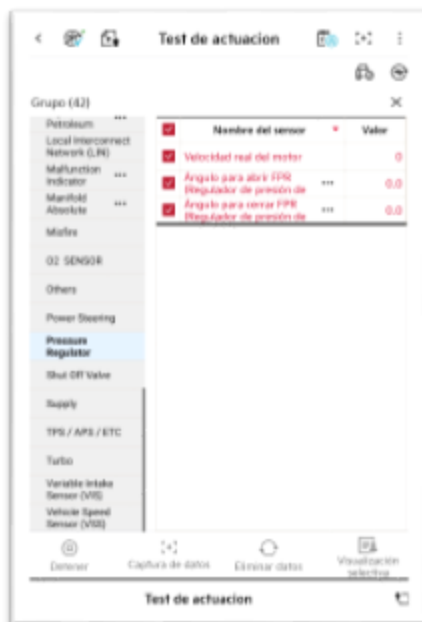 Test de actuacion
Grupo (42)
Petroleum
Local Interconnect
Network (LIN)
Malfunction
Indicator
Manifold
Absolute
Misfire
O2 SENSOR
Others
Power Steering
Pressure
Regulator
Shut Off Valve
Supply
TPS / APS / ETC
Turbo
Variable Intake
Sensor (VIS)
Vehicle Speed
Sensor (VSS)
Nombre del sensor
Valor
Velocidad real del motor
0
Ángulo para abrir FPR
(Regulador de presión de
0.0
Ángulo para cerrar FPR
(Regulador de presión de
0.0
Detener
Captura de datos
Eliminar datos
Visualización
selectiva
Test de actuacion